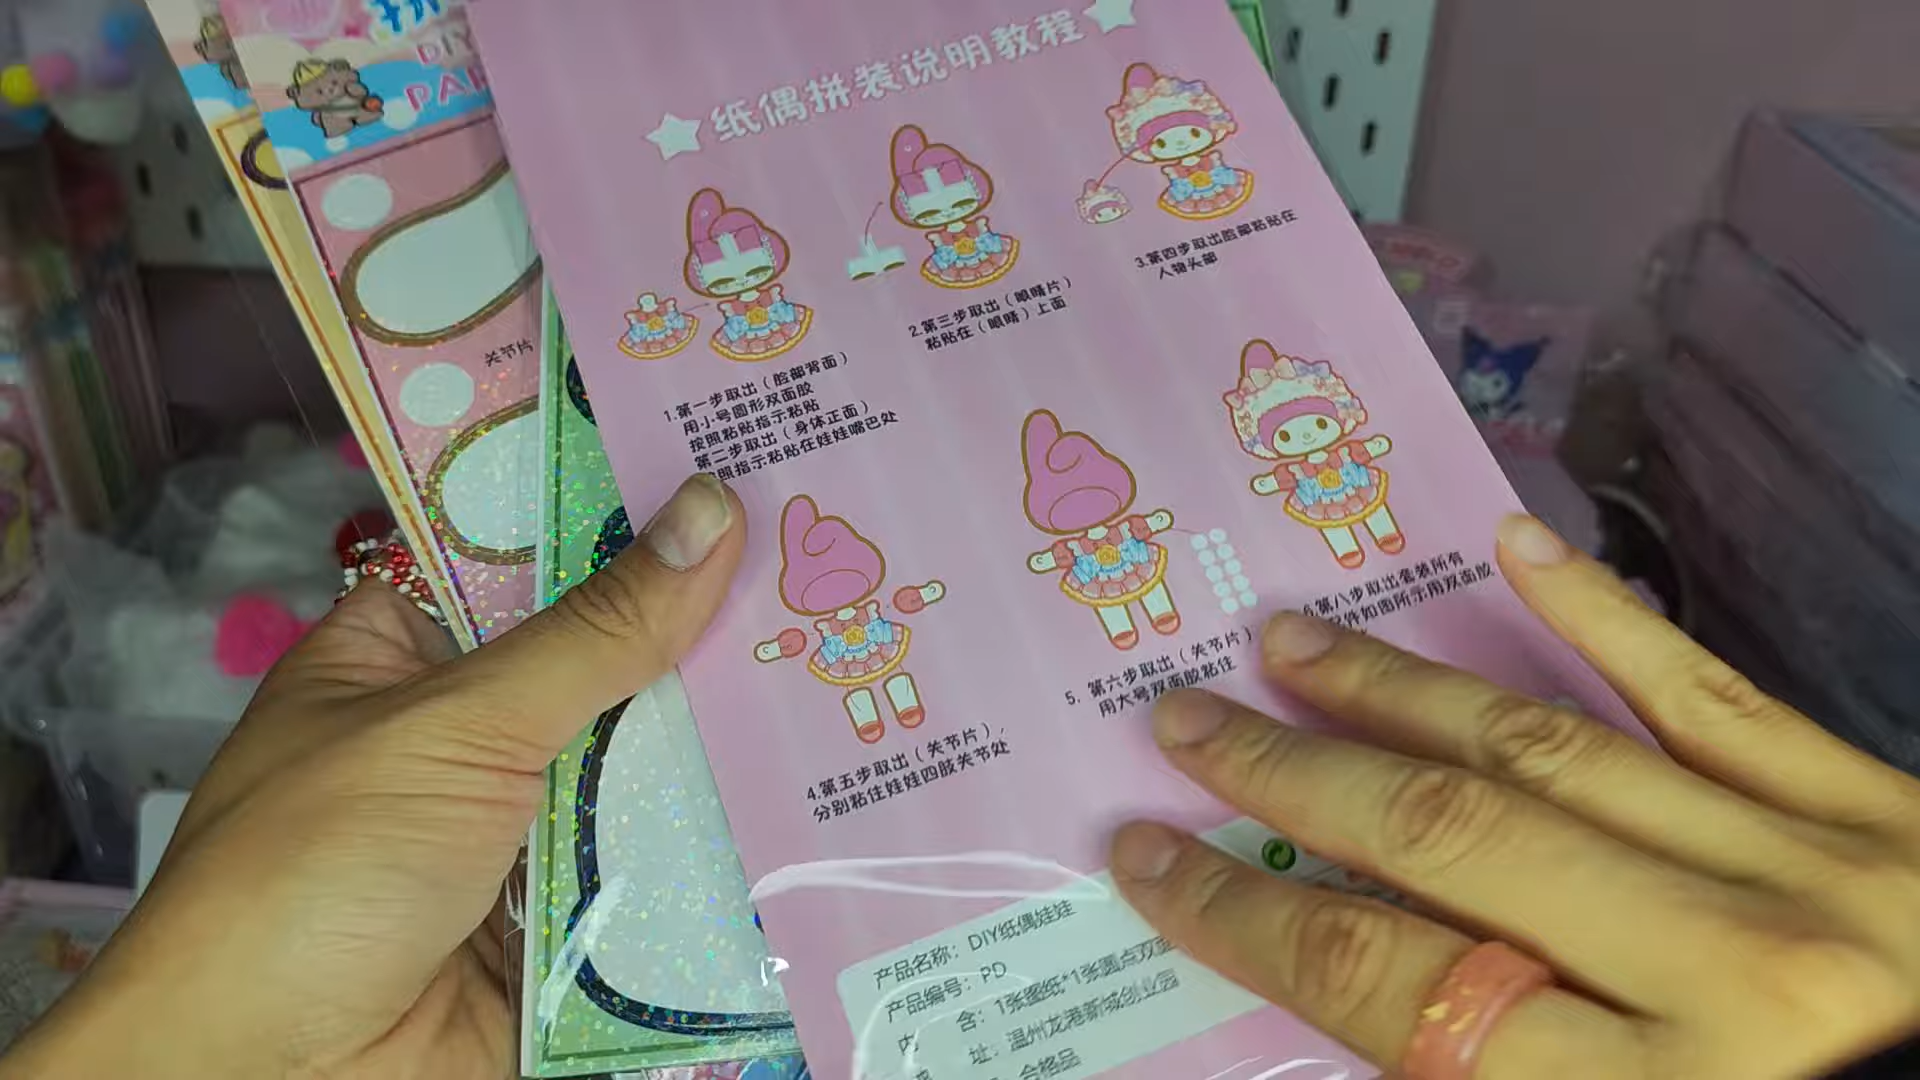 DIY
纸偶拼装说明教程
关节片
1.第一步取出（脸部背面）
用小号圆形双面胶
按照粘贴指示粘贴
第二步取出（身体正面）
照指示粘贴在娃娃嘴巴处
2.第三步取出（眼睛片）
粘贴在（眼睛）上面
3.第四步取出脸部粘贴在
人物头部
4.第五步取出（关节片），
分别粘住娃娃四肢关节处
5. 第六步取出（关节片）
用大号双面胶粘住
6.第八步取出套装所有
件如图所示用双面胶
产品名称：DIY纸偶娃娃
产品编号：PD
内 含：1张图纸*1张圆点双
址：温州龙港新城创业园
合格品